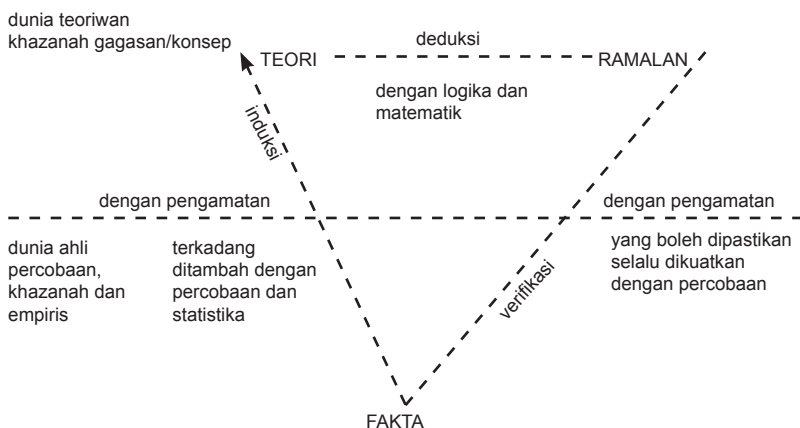 dunia teoriwan
khazanah gagasan/konsep
TEORI
deduksi
RAMALAN
dengan logika dan
matematik
induksi
dengan pengamatan
dengan pengamatan
dunia ahli
percobaan,
khazanah dan
empiris
terkadang
ditambah dengan
percobaan dan
statistika
yang boleh dipastikan
selalu dikuatkan
dengan percobaan
verifikasi
FAKTA